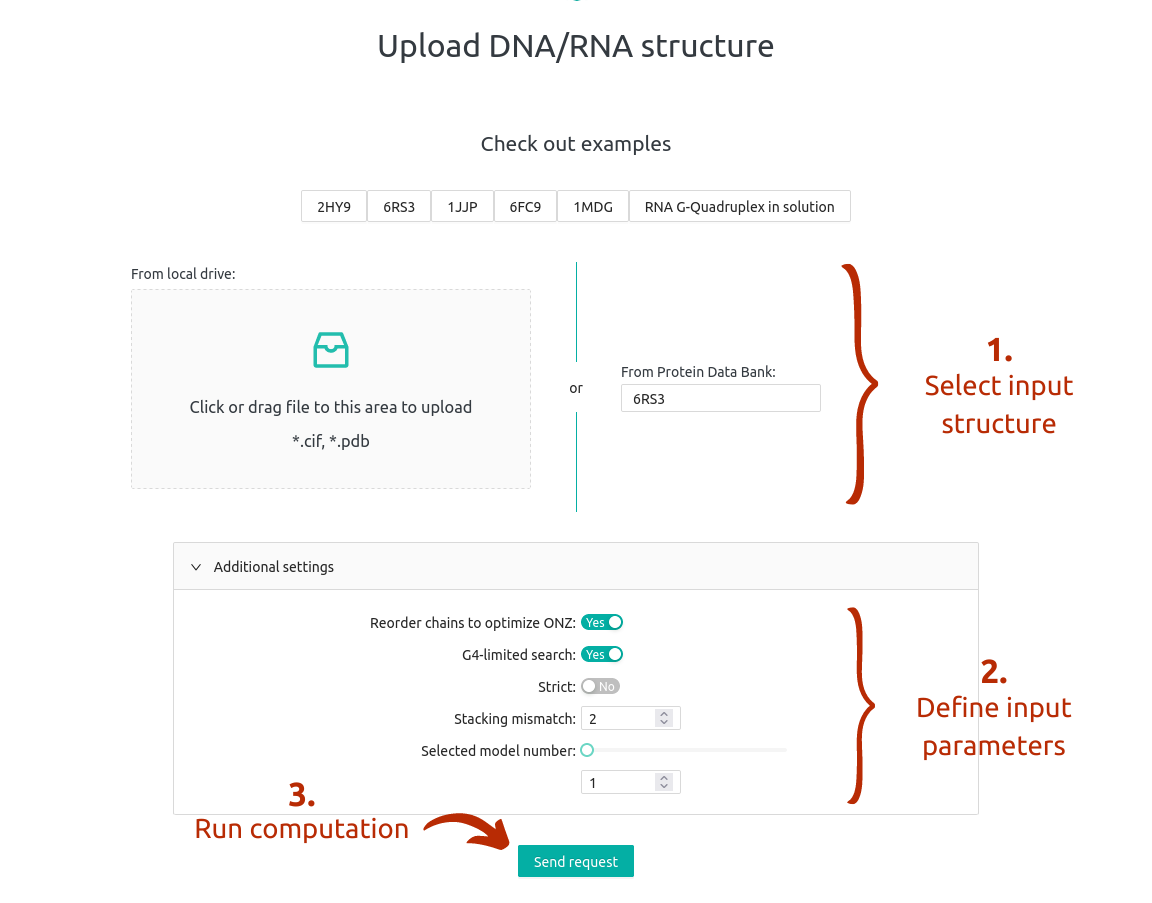 Upload DNA/RNA structure
Check out examples
2HY9 6RS3 1JJP 6FC9 1MDG RNA G-Quadruplex in solution
From local drive:
Click or drag file to this area to upload
*.cif, *.pdb
or
From Protein Data Bank:
6RS3
1.
Select input
structure
Additional settings
Reorder chains to optimize ONZ: Yes
G4-limited search: Yes
Strict: No
Stacking mismatch: 2
Selected model number:
1
2.
Define input
parameters
3.
Run computation
Send request